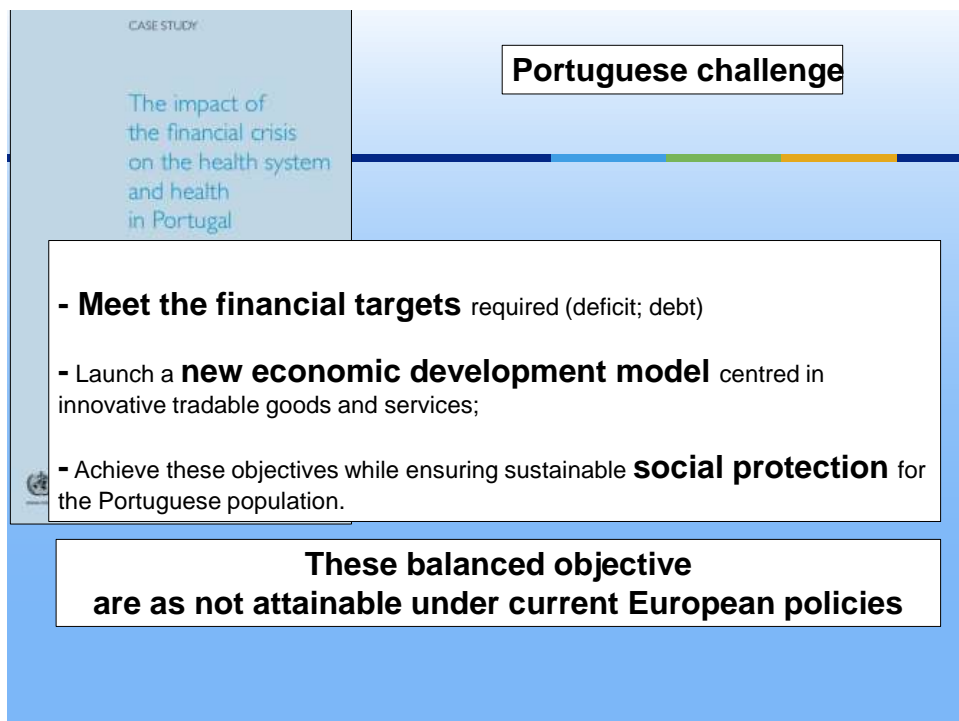 CASE STUDY
The impact of
the financial crisis
on the health system
and health
in Portugal
Portuguese challenge
- Meet the financial targets required (deficit; debt)
- Launch a new economic development model centred in
innovative tradable goods and services;
- Achieve these objectives while ensuring sustainable social protection for
the Portuguese population.
These balanced objective
are as not attainable under current European policies